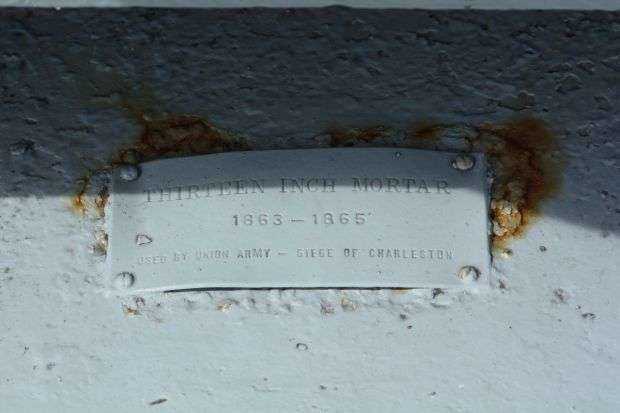 THIRTEEN INCH MORTAR
1863 - 1865
USED BY UNION ARMY - SIEGE OF CHARLESTON